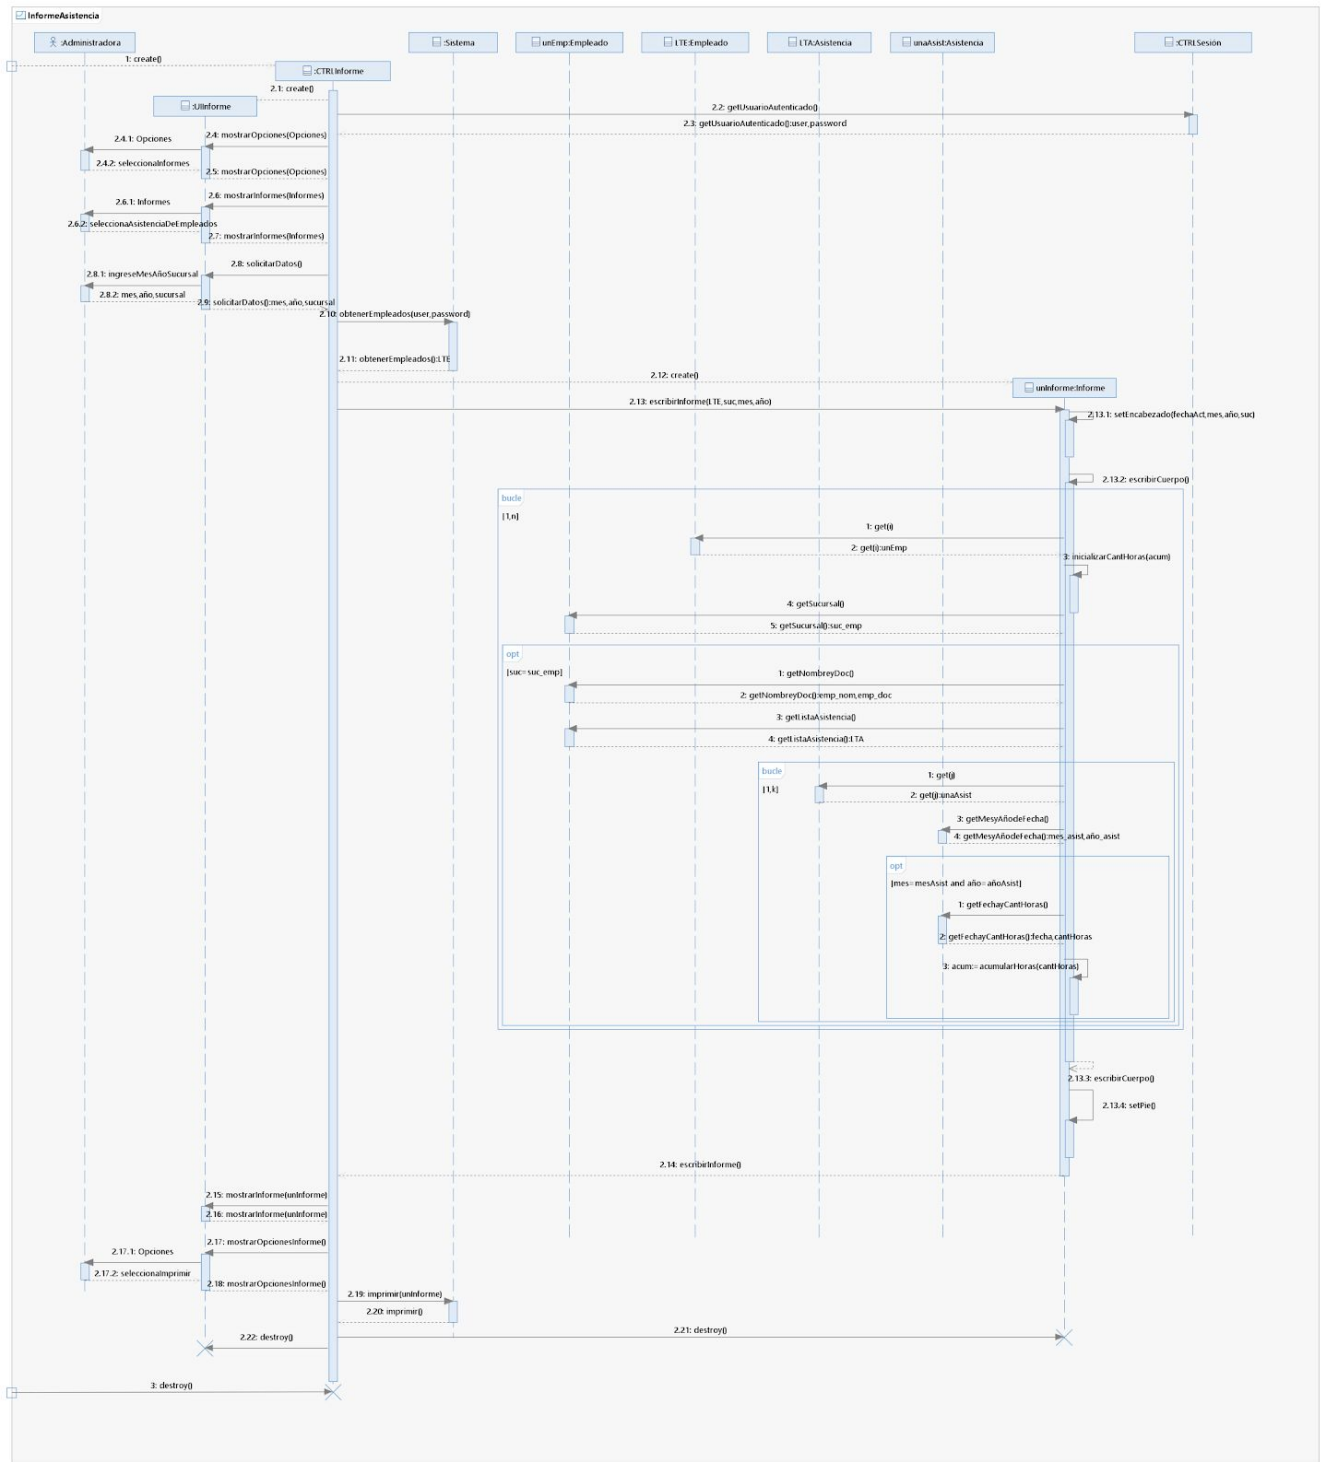 InformeAsistencia
:Administradora
:Sistema
unEmp:Empleado
LTE:Empleado
LTA:Asistencia
unaAsist:Asistencia
:CTRLSesión
1: create()
:CTRLInforme
2.1: create()
:UIInforme
2.2: getUsuarioAutenticado()
2.3: getUsuarioAutenticado():user,password
2.4: mostrarOpciones(Opciones)
2.4.1: Opciones
2.4.2: seleccionaInformes
2.5: mostrarOpciones(Opciones)
2.6: mostrarInformes(Informes)
2.6.1: Informes
2.6.2: seleccionaAsistenciaDeEmpleados
2.7: mostrarInformes(Informes)
2.8: solicitarDatos()
2.8.1: ingreseMesAñoSucursal
2.8.2: mes,año,sucursal
2.9: solicitarDatos():mes,año,sucursal
2.10: obtenerEmpleados(user,password)
2.11: obtenerEmpleados():LTE
2.12: create()
unInforme:Informe
2.13: escribirInforme(LTE,suc,mes,año)
2.13.1: setEncabezado(fechaAct,mes,año,suc)
2.13.2: escribirCuerpo()
bucle
[1,n]
1: get(i)
2: get(i):unEmp
3: inicializarCantHoras(acum)
4: getSucursal()
5: getSucursal():suc_emp
opt
[suc=suc_emp]
1: getNombreyDoc()
2: getNombreyDoc():emp_nom,emp_doc
3: getListaAsistencia()
4: getListaAsistencia():LTA
bucle
[1,k]
1: get(j)
2: get(j):unaAsist
3: getMesyAñodeFecha()
4: getMesyAñodeFecha():mes_asist,año_asist
opt
[mes=mesAsist and año=añoAsist]
1: getFechayCantHoras()
2: getFechayCantHoras():fecha,cantHoras
3: acum:=acumularHoras(cantHoras)
2.13.3: escribirCuerpo()
2.13.4: setPie()
2.14: escribirInforme()
2.15: mostrarInforme(unInforme)
2.16: mostrarInforme(unInforme)
2.17: mostrarOpcionesInforme()
2.17.1: Opciones
2.17.2: seleccionaImprimir
2.18: mostrarOpcionesInforme()
2.19: imprimir(unInforme)
2.20: imprimir()
2.21: destroy()
2.22: destroy()
3: destroy()